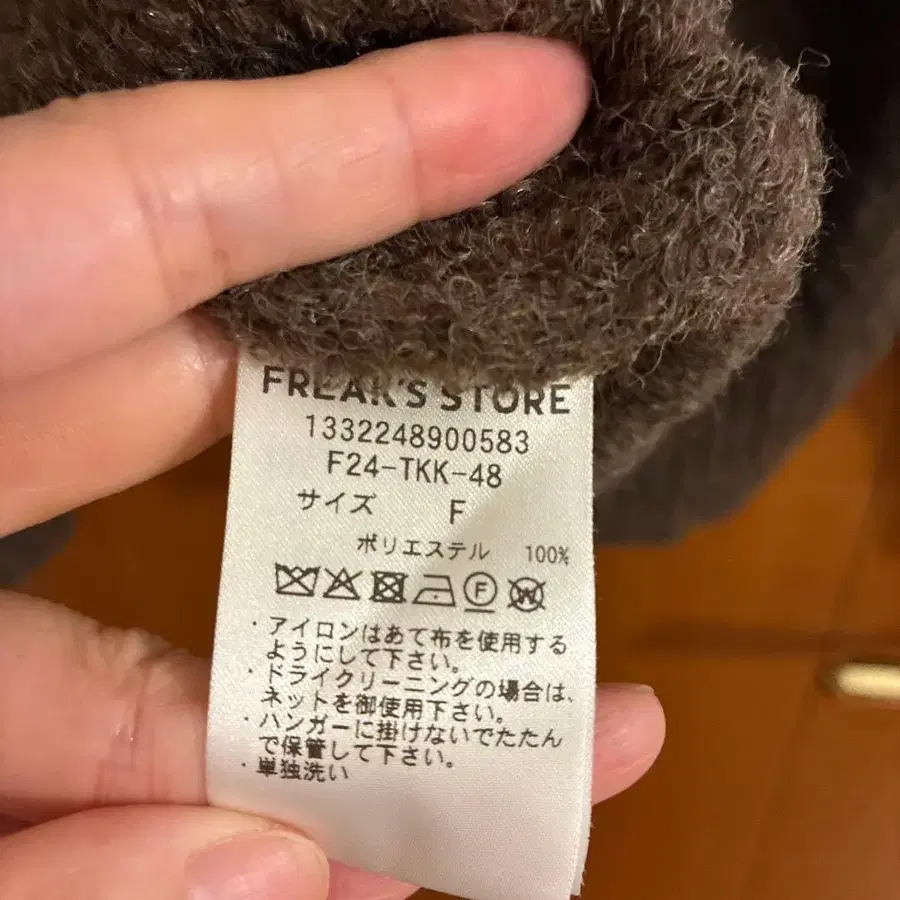 FREAK'S STORE
1332248900583
F24-TKK-48
サイズ F
ポリエステル 100%
F W
・アイロンはあて布を使用する
ようにして下さい。
・ドライクリーニングの場合は、
ネットを御使用下さい。
・ハンガーに掛けないでたたん
で保管して下さい。
・単独洗い